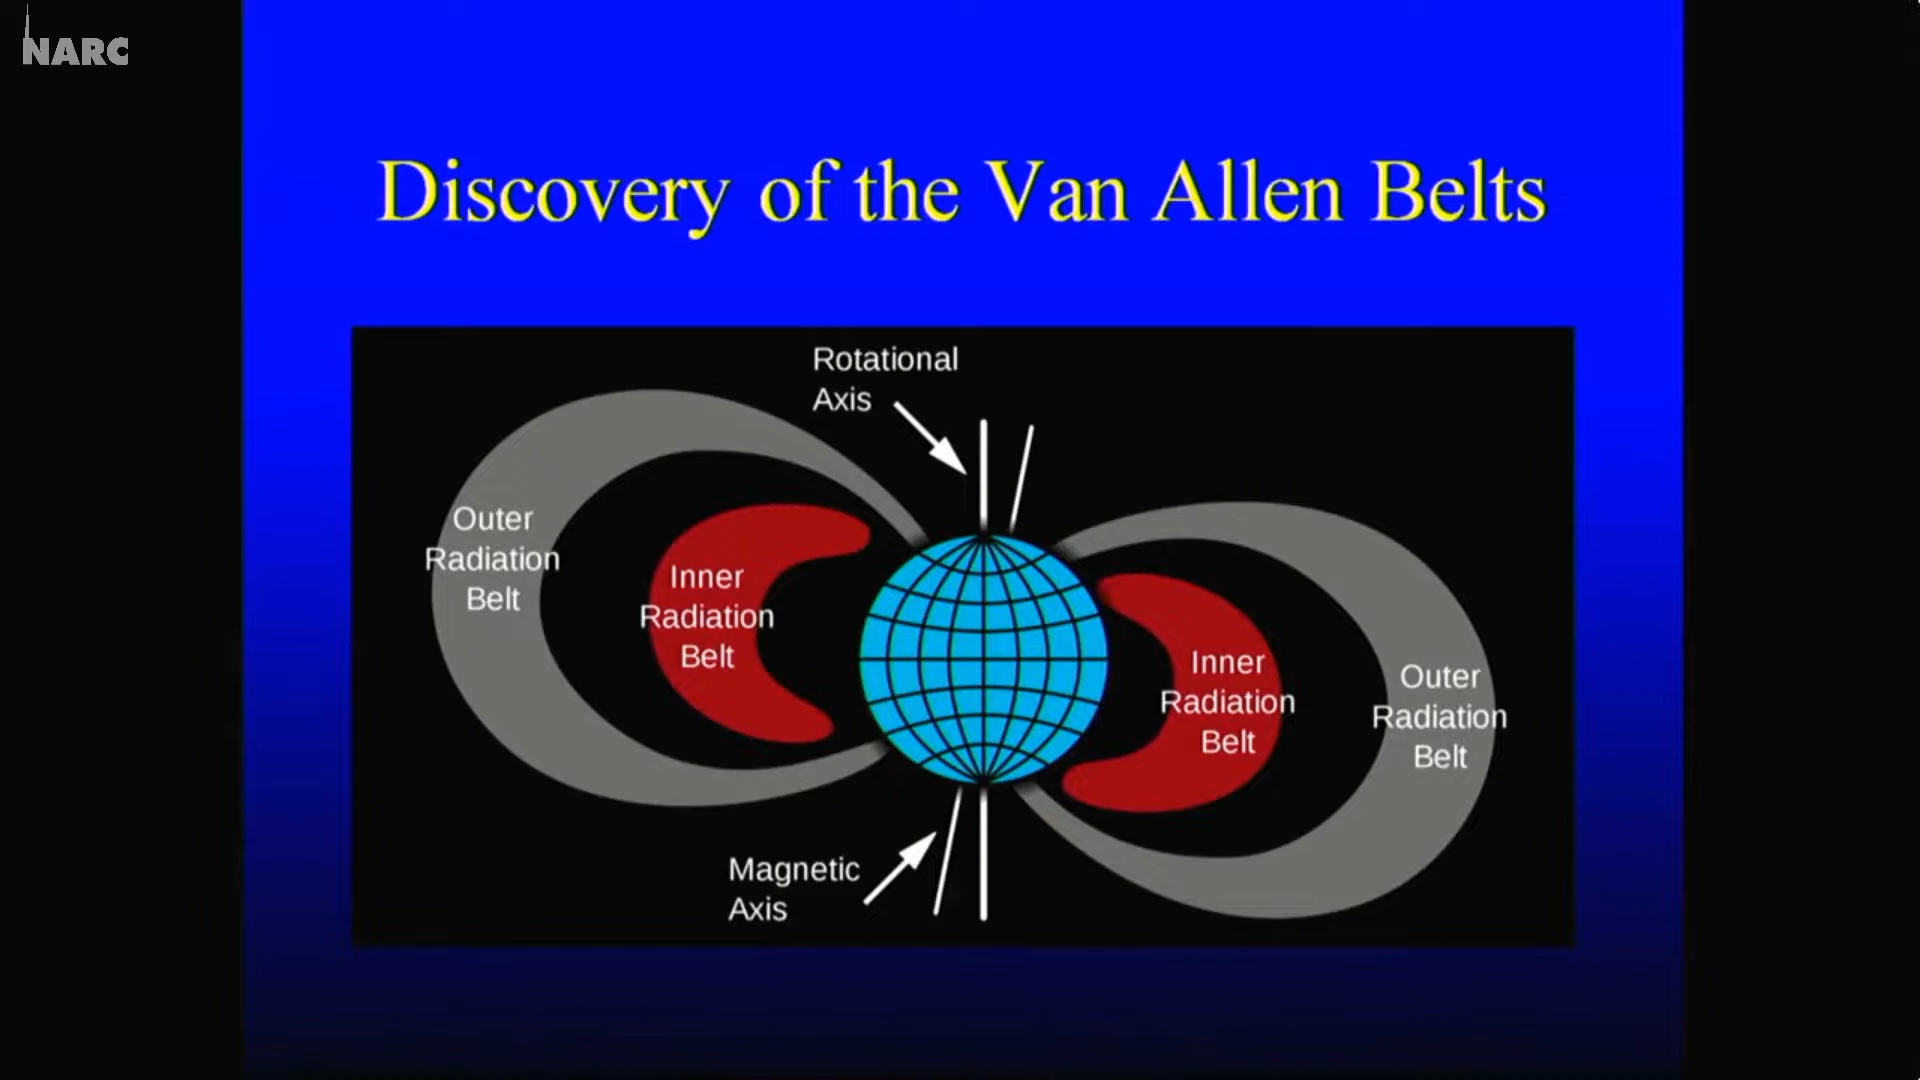 NARC
Discovery of the Van Allen Belts
Rotational
Axis
Outer
Radiation
Belt
Inner
Radiation
Belt
Inner
Radiation
Belt
Outer
Radiation
Belt
Magnetic
Axis